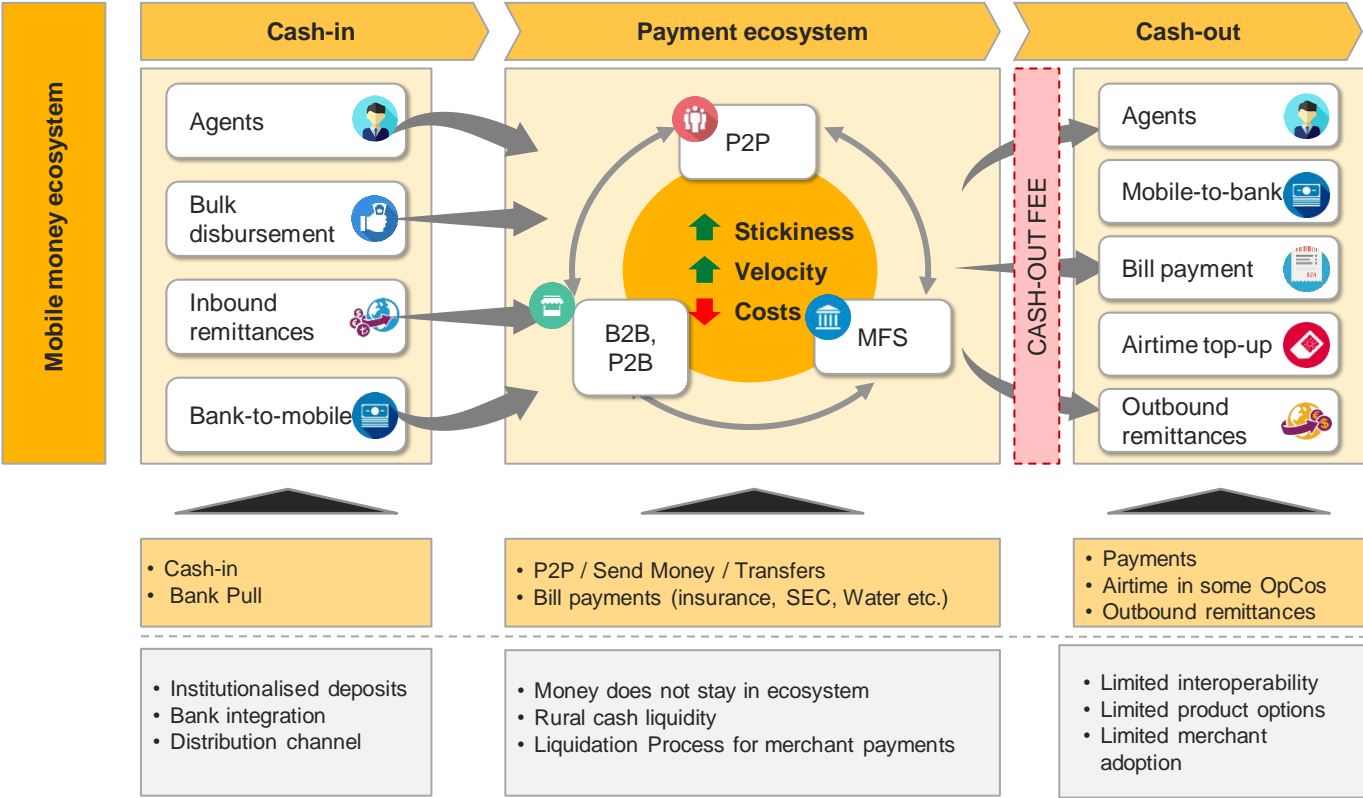 Mobile money ecosystem
Cash-in
Payment ecosystem
Cash-out
Agents
Bulk
disbursement
Inbound
remittances
Bank-to-mobile
P2P
Stickiness
Velocity
Costs
B2B,
P2B
MFS
CASH-OUT FEE
Agents
Mobile-to-bank
Bill payment
$20
Airtime top-up
Outbound
remittances
• Cash-in
• Bank Pull
• P2P / Send Money / Transfers
• Bill payments (insurance, SEC, Water etc.)
• Payments
• Airtime in some OpCos
• Outbound remittances
• Institutionalised deposits
• Bank integration
• Distribution channel
• Money does not stay in ecosystem
• Rural cash liquidity
• Liquidation Process for merchant payments
• Limited interoperability
• Limited product options
• Limited merchant
adoption